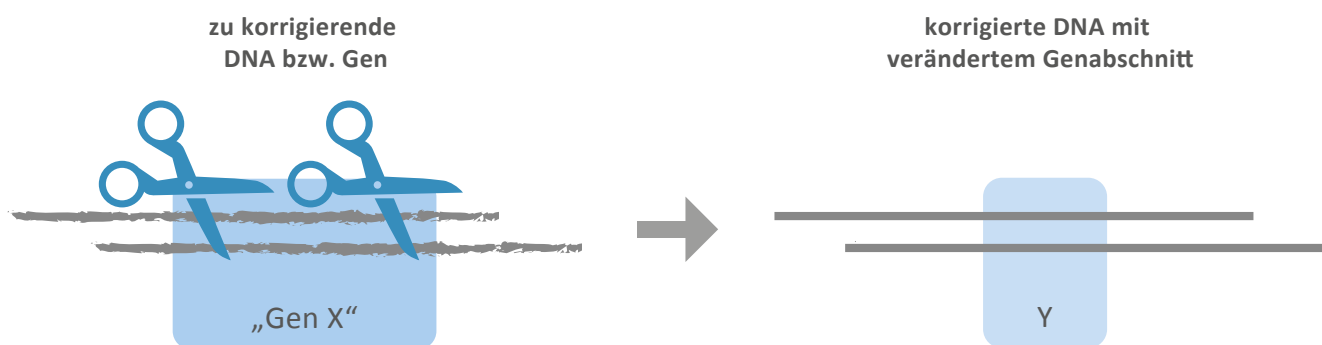 zu korrigierende
DNA bzw. Gen
korrigierte DNA mit
verändertem Genabschnitt
„Gen X“
Y